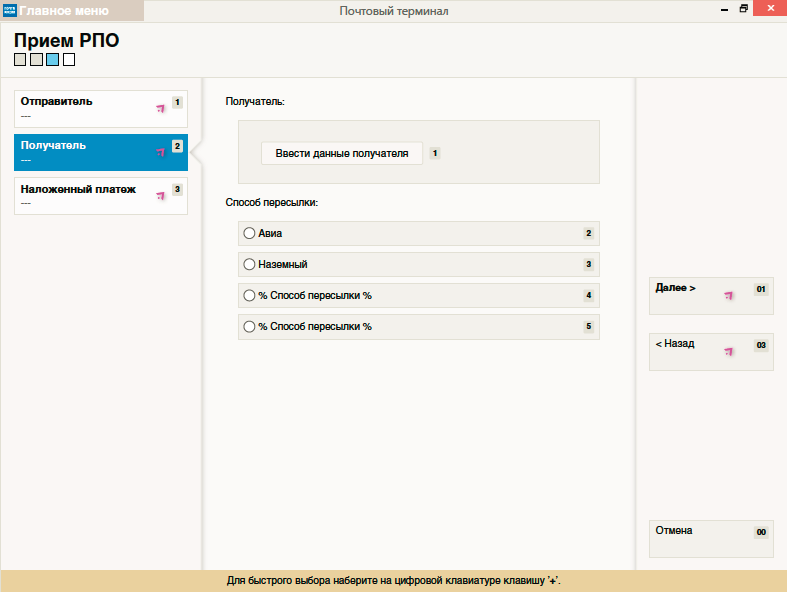 Главное меню
Почтовый терминал
Прием РПО
Отправитель 1
---
Получатель 2
---
Наложенный платеж 3
---
Получатель:
Ввести данные получателя 1
Способ пересылки:
Авиа 2
Наземный 3
% Способ пересылки % 4
% Способ пересылки % 5
Далее > 01
< Назад 03
Отмена 00
Для быстрого выбора наберите на цифровой клавиатуре клавишу '+'.